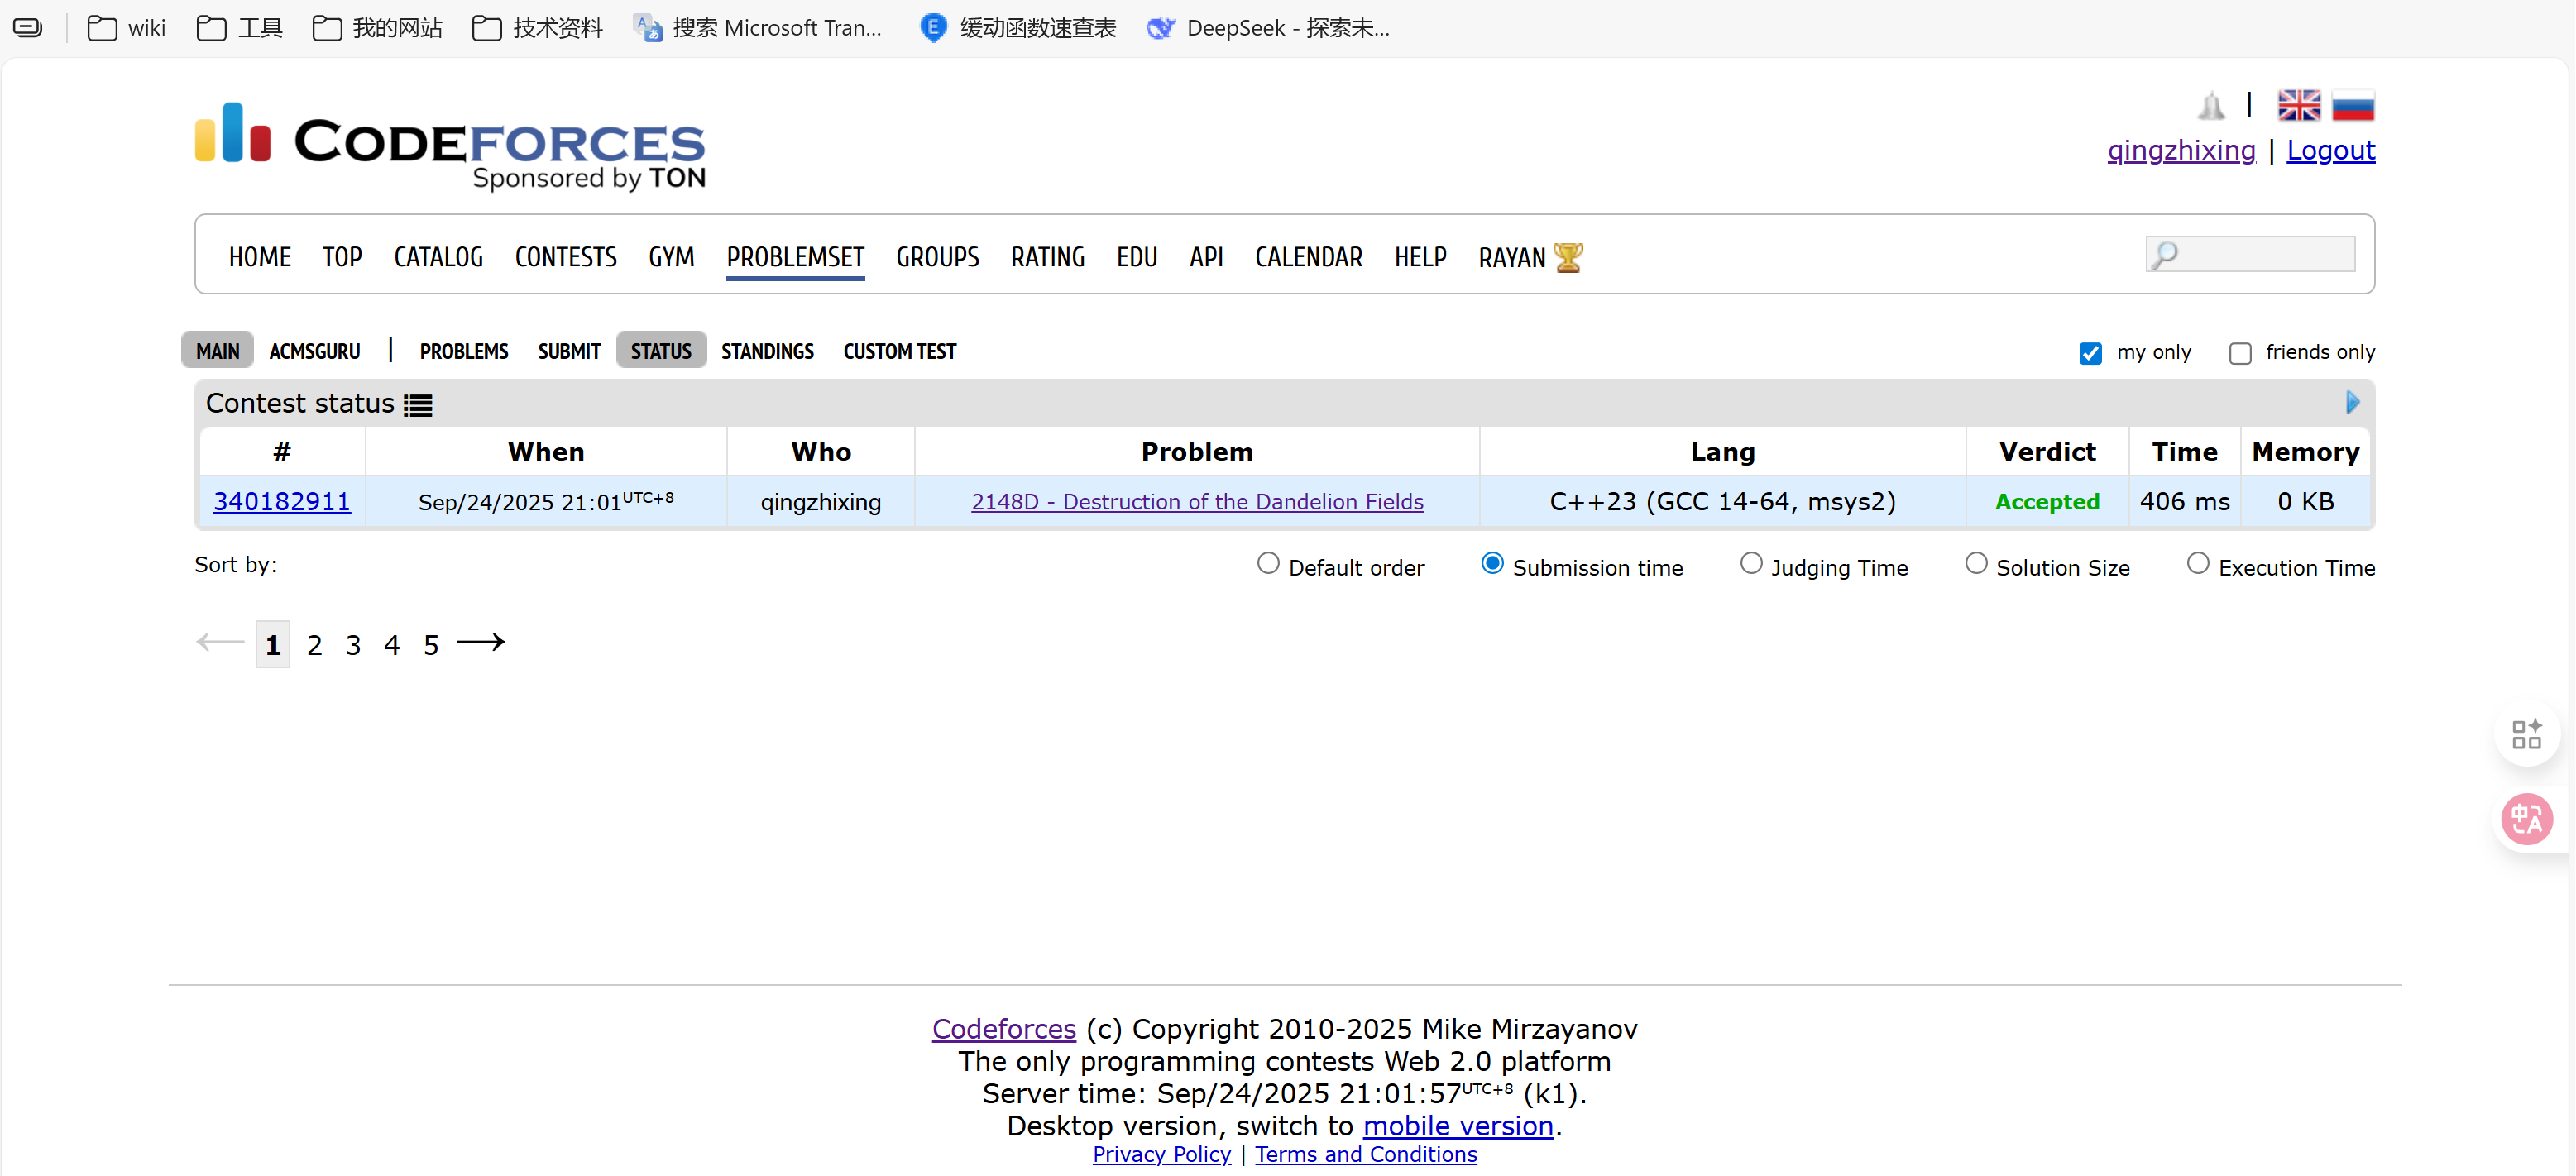 wiki 工具 我的网站 技术资料 搜索 Microsoft Tran... 缓动函数速查表 DeepSeek - 探索未...
CODEFORCES
Sponsored by TON
qingzhixing | Logout
HOME TOP CATALOG CONTESTS GYM PROBLEMSET GROUPS RATING EDU API CALENDAR HELP RAYAN
MAIN ACMSGURU | PROBLEMS SUBMIT STATUS STANDINGS CUSTOM TEST my only friends only
Contest status
# When Who Problem Lang Verdict Time Memory
340182911 Sep/24/2025 21:01UTC+8 qingzhixing 2148D - Destruction of the Dandelion Fields C++23 (GCC 14-64, msys2) Accepted 406 ms 0 KB
Sort by: Default order Submission time Judging Time Solution Size Execution Time
← 1 2 3 4 5 →
Codeforces (c) Copyright 2010-2025 Mike Mirzayanov
The only programming contests Web 2.0 platform
Server time: Sep/24/2025 21:01:57UTC+8 (k1).
Desktop version, switch to mobile version.
Privacy Policy | Terms and Conditions